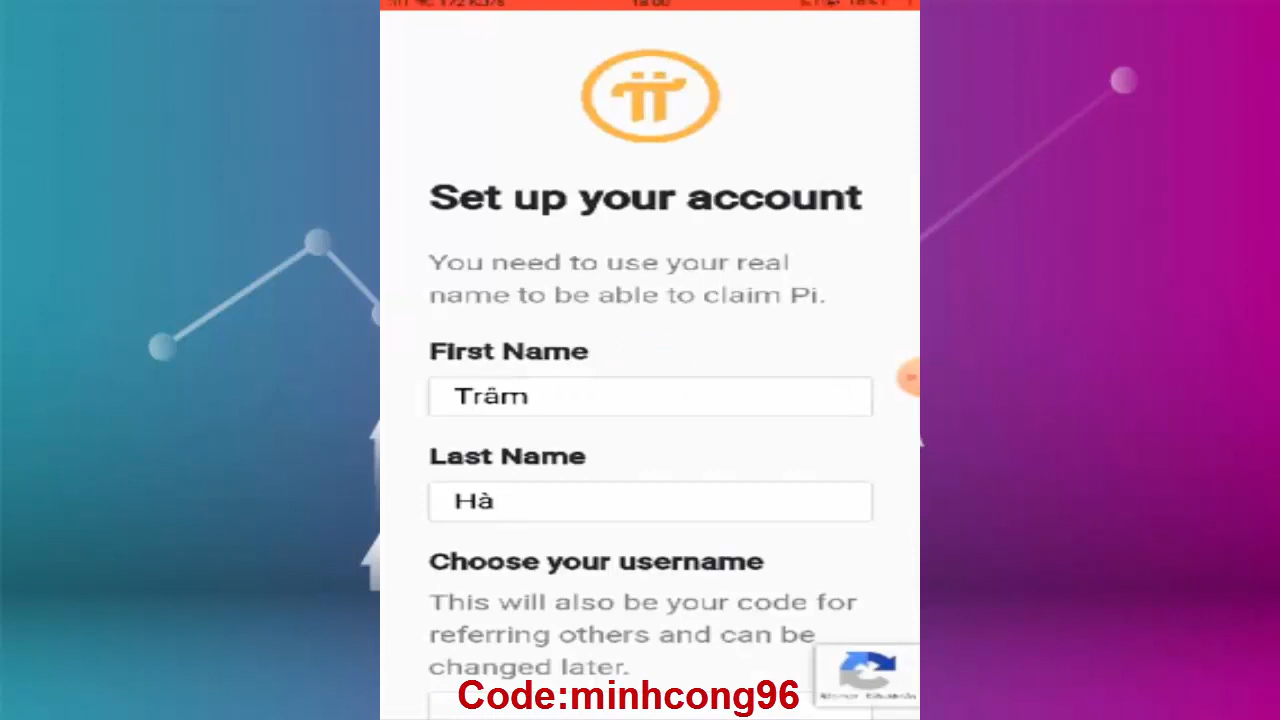 Set up your account
You need to use your real
name to be able to claim Pi.
First Name
Trâm
Last Name
Hà
Choose your username
This will also be your code for
referring others and can be
changed later.
Code:minhcong96